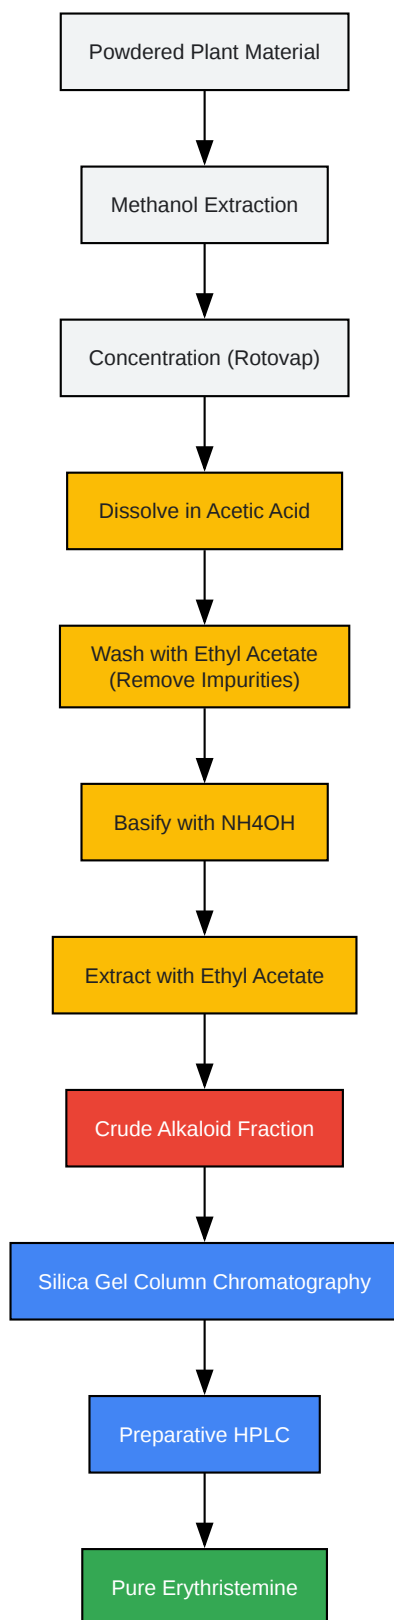 Powdered Plant Material
Methanol Extraction
Concentration (Rotovap)
Dissolve in Acetic Acid
Wash with Ethyl Acetate
(Remove Impurities)
Basify with NH4OH
Extract with Ethyl Acetate
Crude Alkaloid Fraction
Silica Gel Column Chromatography
Preparative HPLC
Pure Erythristemine